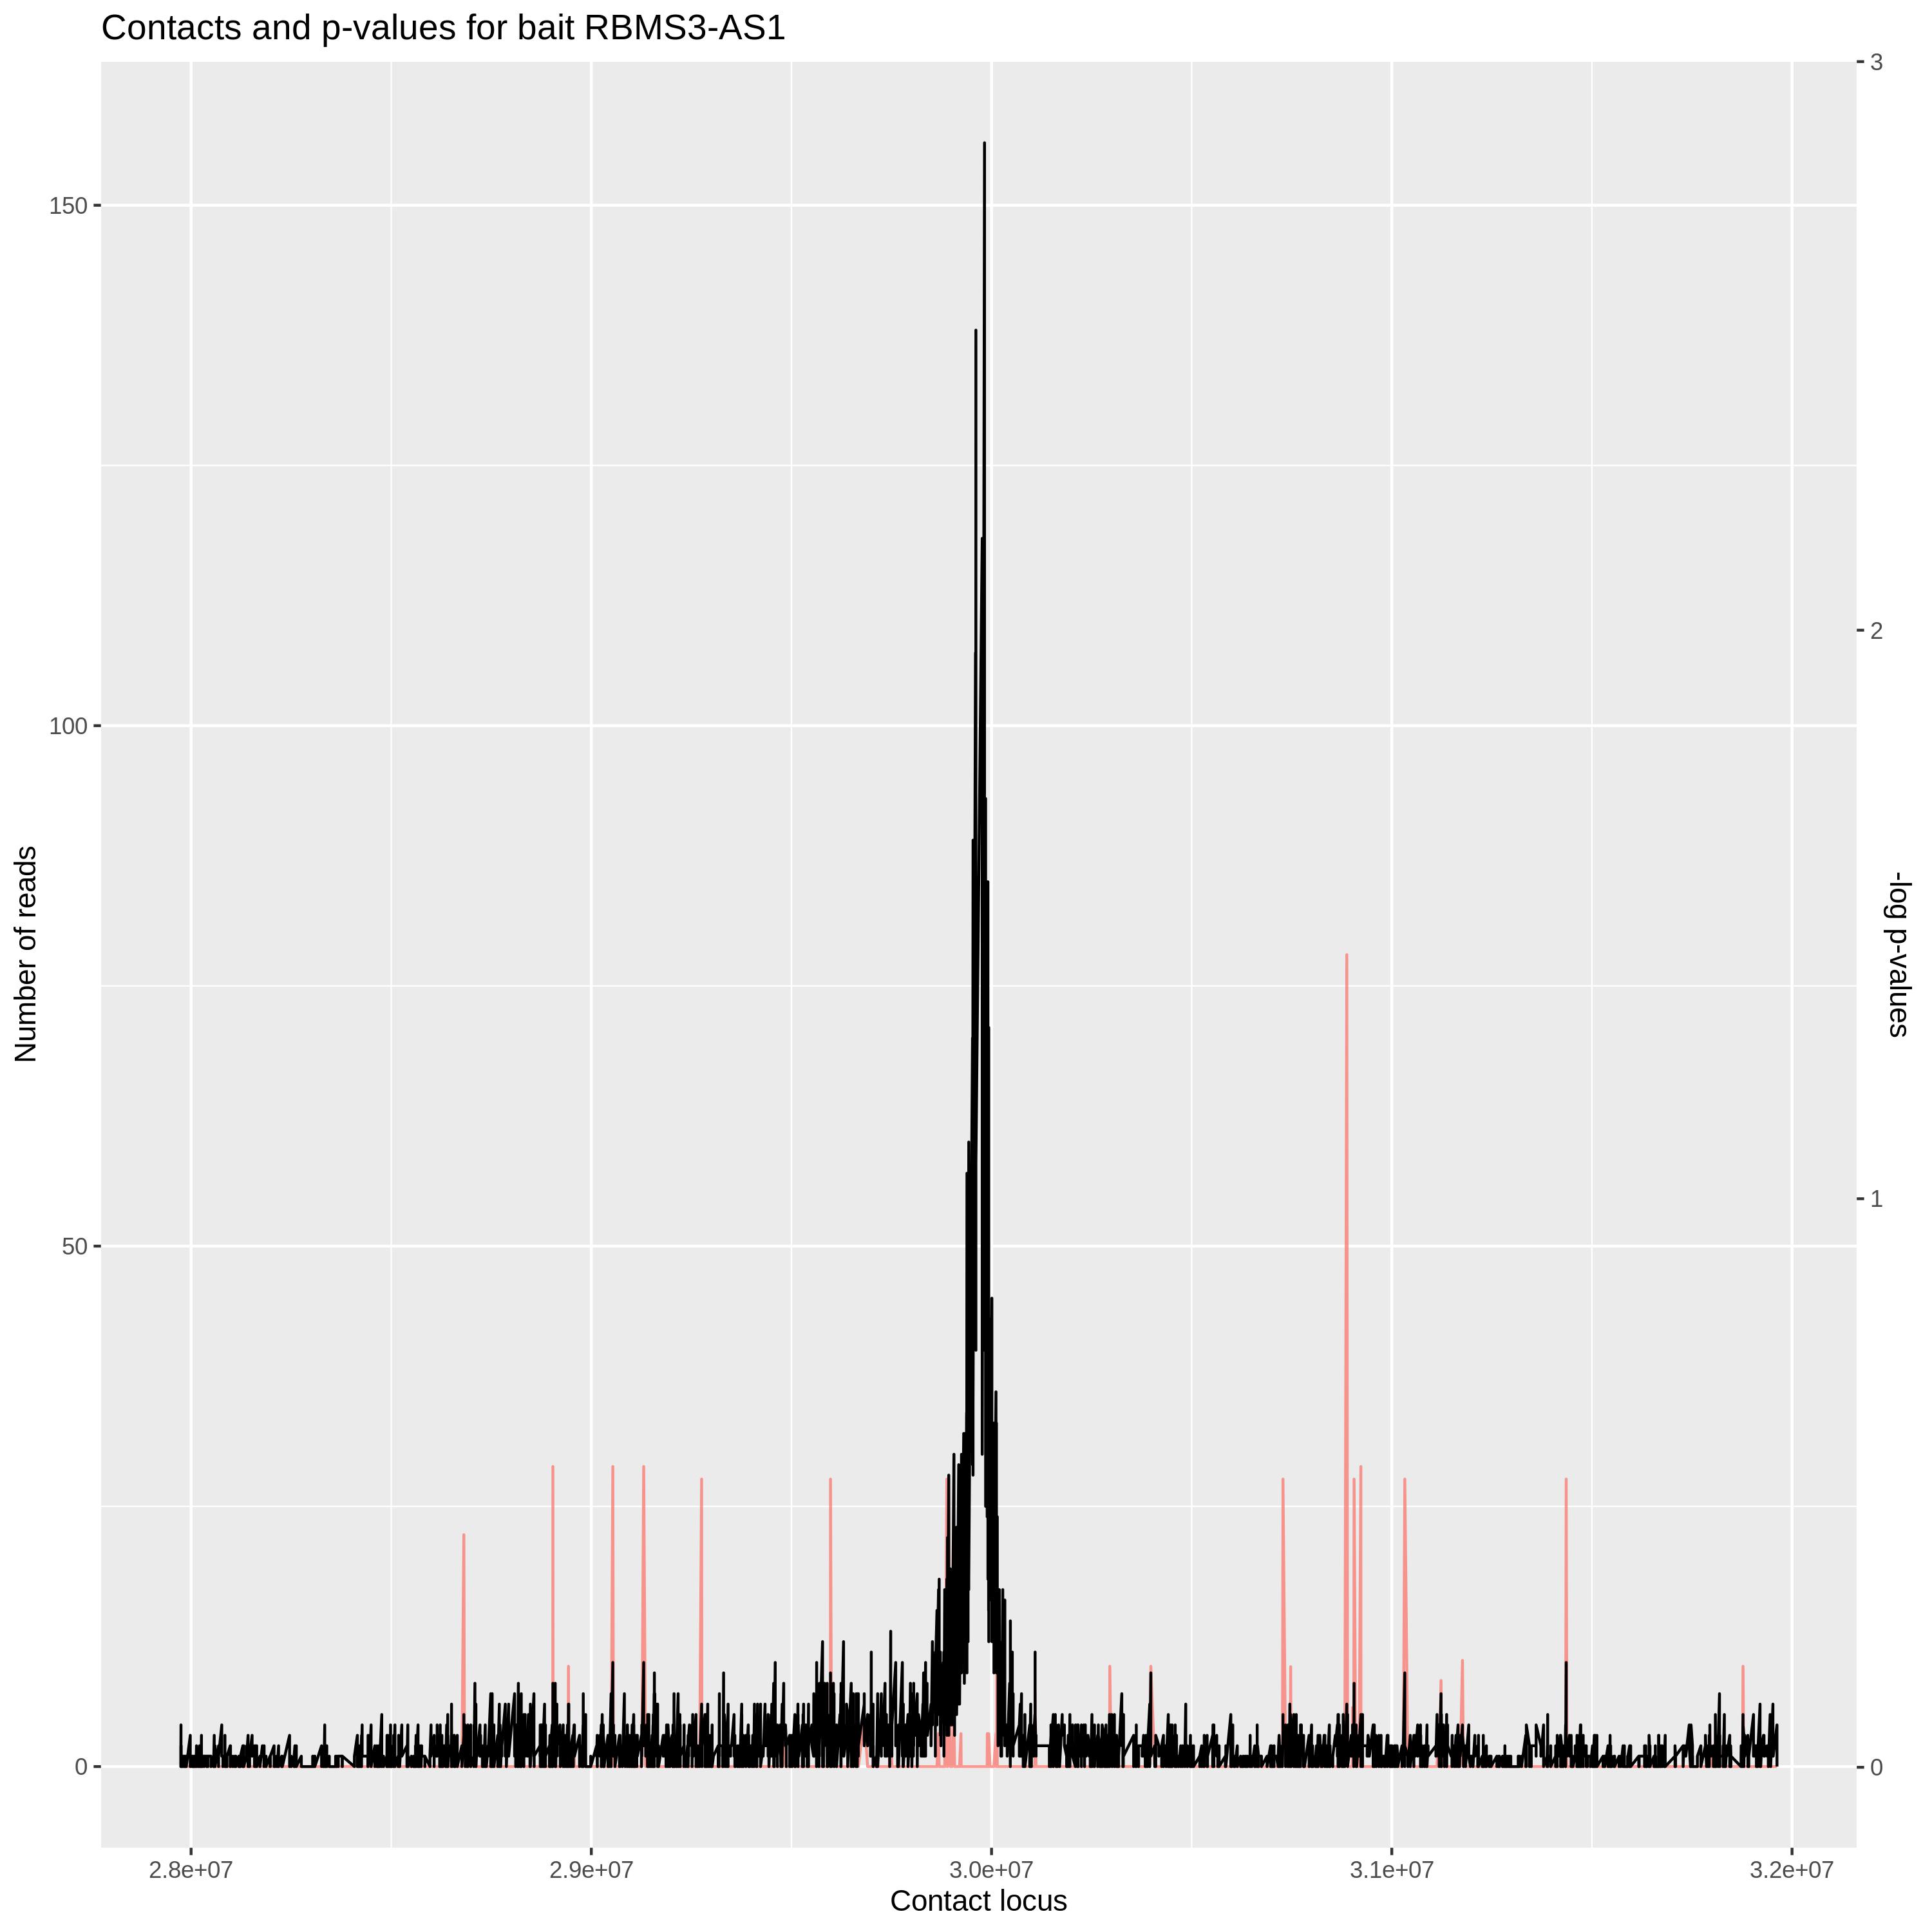 Contacts and p-values for bait RBMS3-AS1
Number of reads
150
100
50
0
3
2
1
0
-log p-values
2.8e+07
2.9e+07
3.0e+07
3.1e+07
3.2e+07
Contact locus